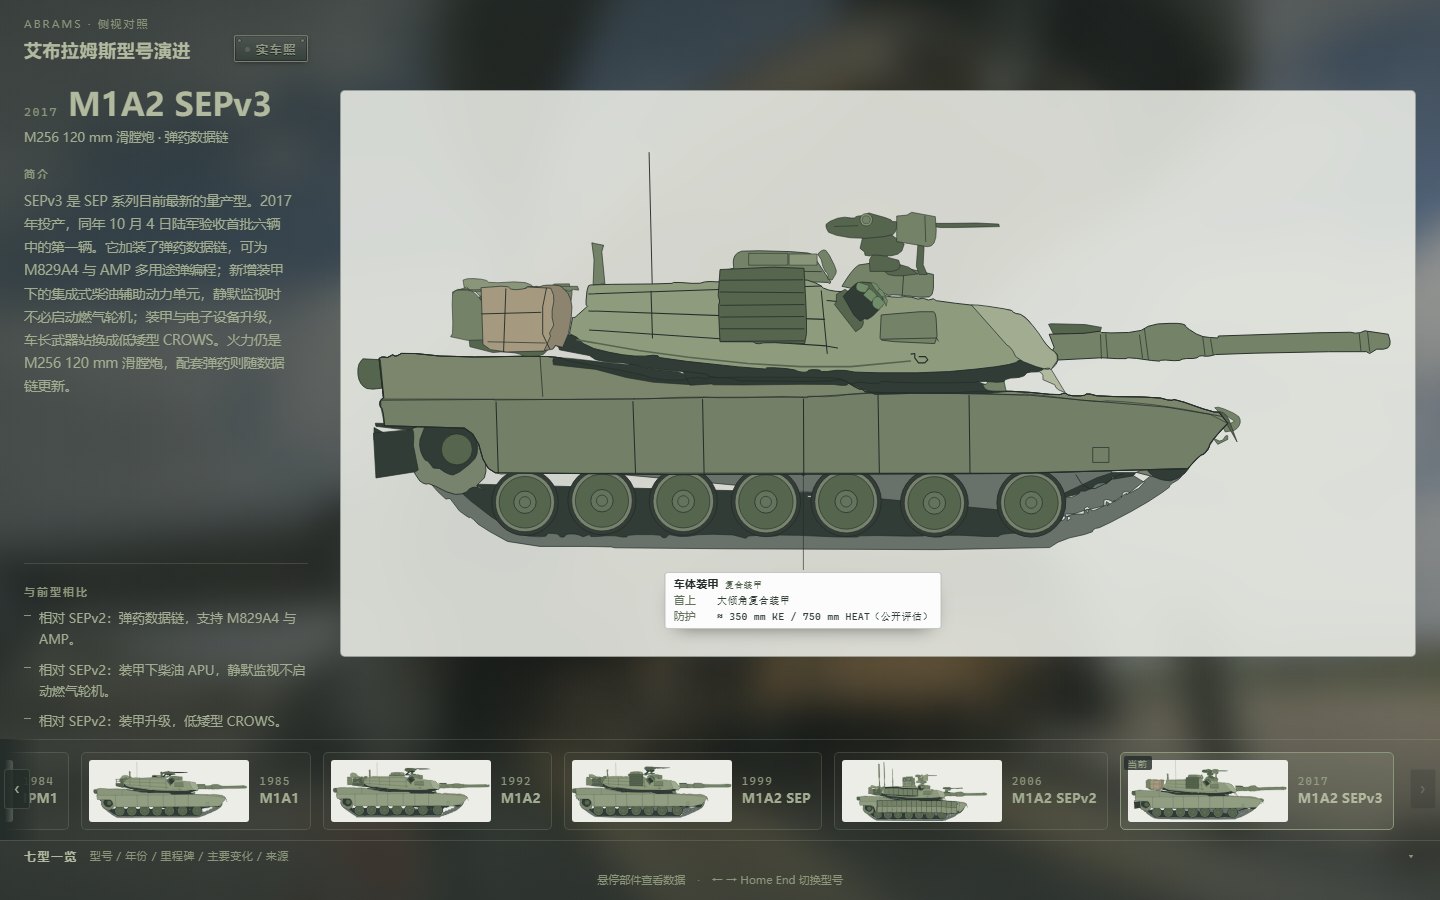 ABRAMS · 侧视对照
艾布拉姆斯型号演进
实车照
2017 M1A2 SEPv3
M256 120 mm 滑膛炮 · 弹药数据链
简介
SEPv3 是 SEP 系列目前最新的量产型。2017
年投产，同年 10 月 4 日陆军验收首批六辆
中的第一辆。它加装了弹药数据链，可为
M829A4 与 AMP 多用途弹编程；新增装甲
下的集成式柴油辅助动力单元，静默监视时
不必启动燃气轮机；装甲与电子设备升级，
车长武器站换成低矮型 CROWS。火力仍是
M256 120 mm 滑膛炮，配套弹药则随数据
链更新。
与前型相比
– 相对 SEPv2：弹药数据链，支持 M829A4 与
AMP。
– 相对 SEPv2：装甲下柴油 APU，静默监视不启
动燃气轮机。
– 相对 SEPv2：装甲升级，低矮型 CROWS。
车体装甲 复合装甲
首上 大倾角复合装甲
防护 ≈ 350 mm KE / 750 mm HEAT（公开评估）
984
PM1
1985
M1A1
1992
M1A2
1999
M1A2 SEP
2006
M1A2 SEPv2
当前
2017
M1A2 SEPv3
七型一览 型号 / 年份 / 里程碑 / 主要变化 / 来源
悬停部件查看数据 · ←→ Home End 切换型号